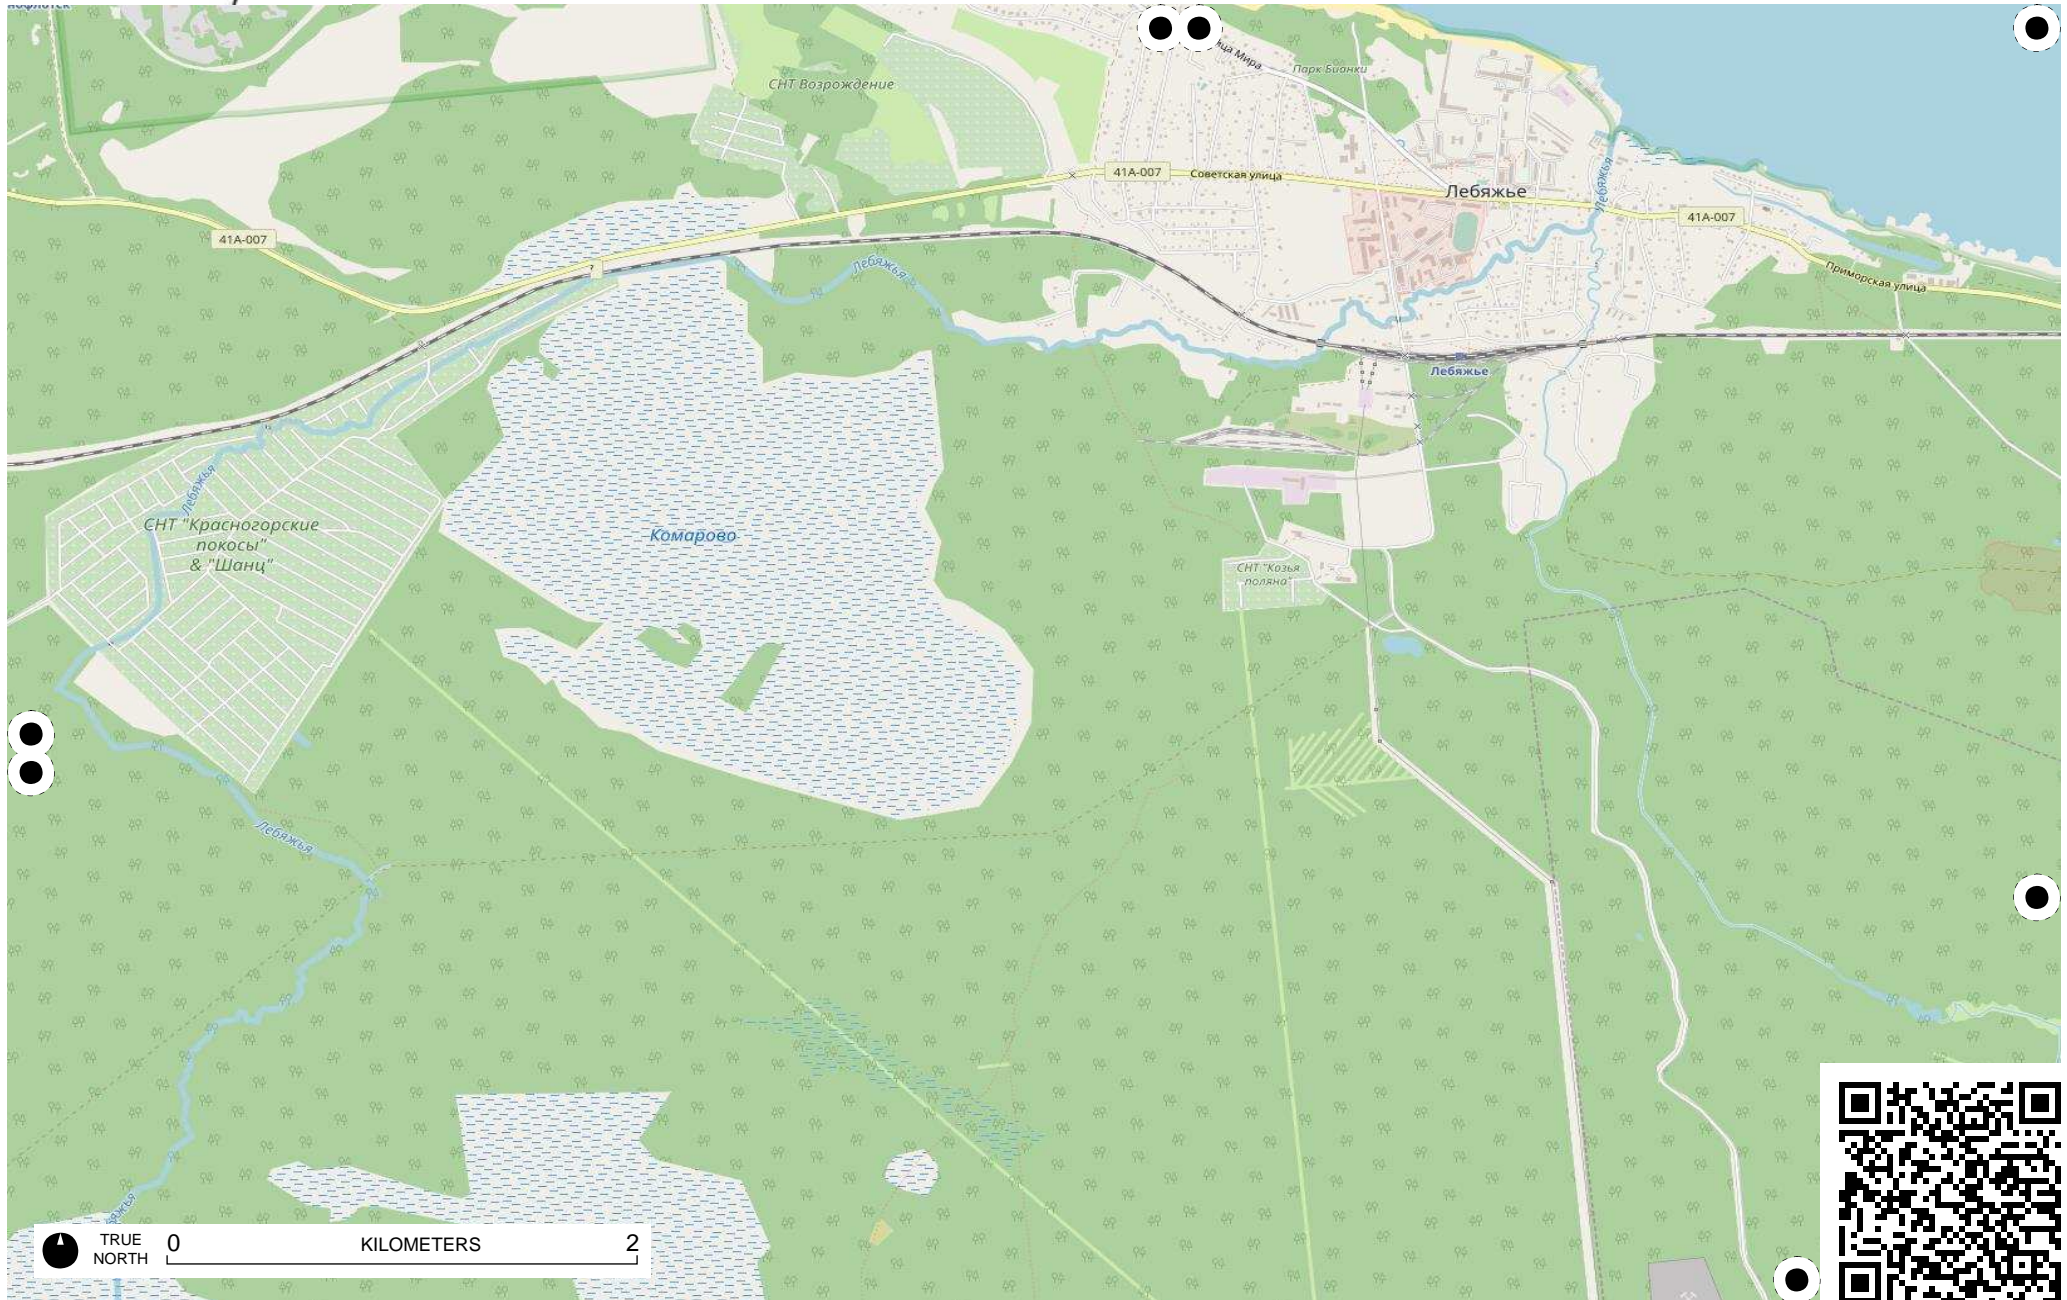 СНТ Возрождение
Парк Бианки
41А-007
Советская улица
Лебяжье
Лебяжья
41А-007
41А-007
Лебяжья
Приморская улица
Лебяжье
Лебяжья
СНТ "Красногорские
покосы"
& "Шанц"
Комарово
СНТ "Козья
поляна"
Лебяжья
TRUE
NORTH
0 KILOMETERS 2